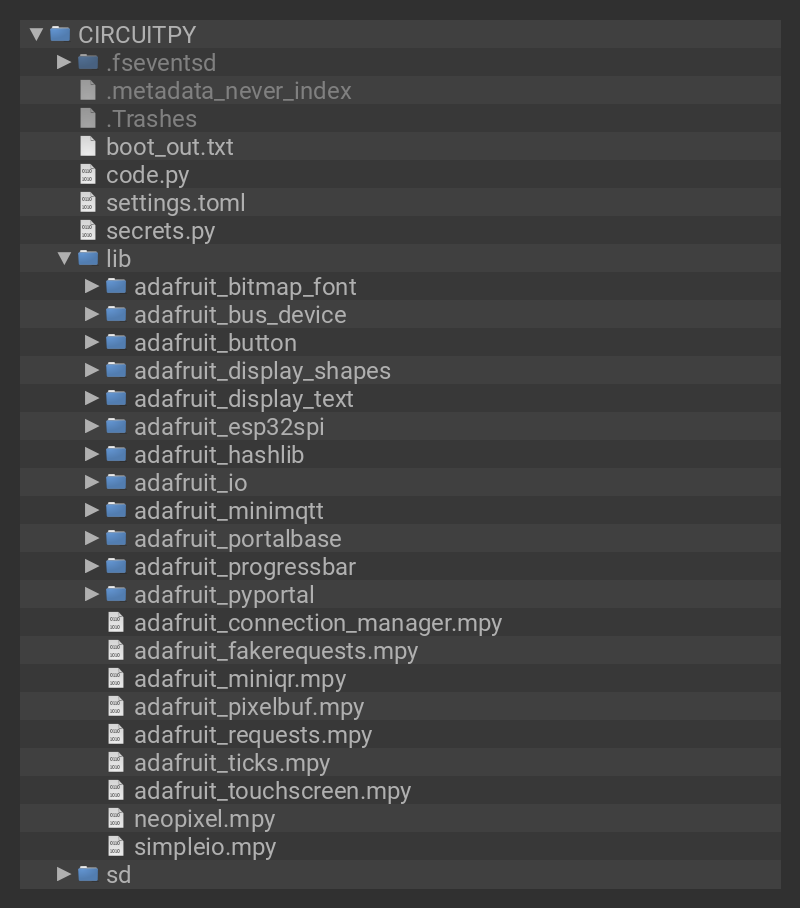 CIRCUITPY
.fseventsd
.metadata_never_index
.Trashes
boot_out.txt
code.py
settings.toml
secrets.py
lib
adafruit_bitmap_font
adafruit_bus_device
adafruit_button
adafruit_display_shapes
adafruit_display_text
adafruit_esp32spi
adafruit_hashlib
adafruit_io
adafruit_minimqtt
adafruit_portalbase
adafruit_progressbar
adafruit_pyportal
adafruit_connection_manager.mpy
adafruit_fakerequests.mpy
adafruit_miniqr.mpy
adafruit_pixelbuf.mpy
adafruit_requests.mpy
adafruit_ticks.mpy
adafruit_touchscreen.mpy
neopixel.mpy
simpleio.mpy
sd